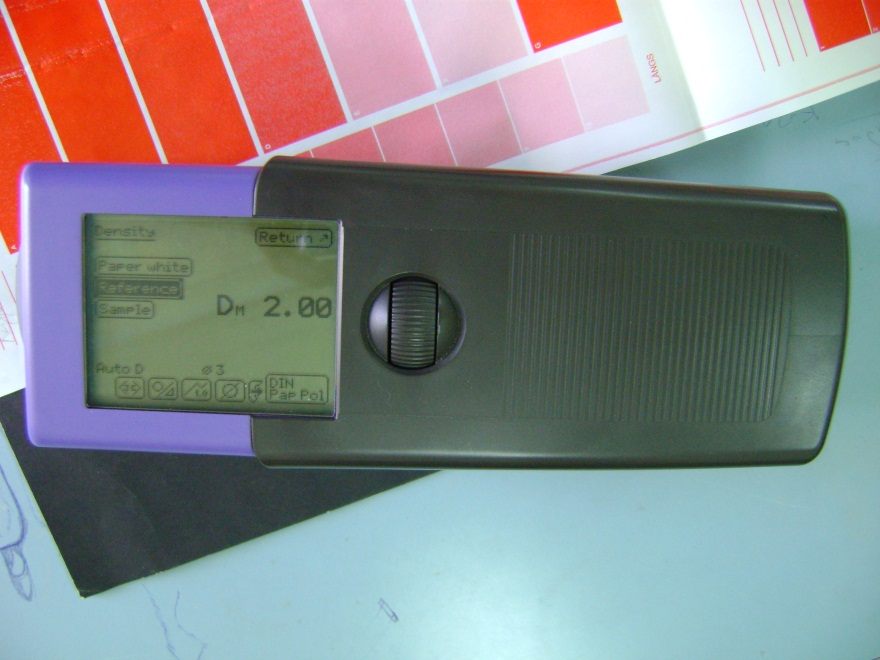 Density
Return
Paper white
Reference
Sample
DM 2.00
Auto D
ø 3
DIN
Pap Pol
LANGS